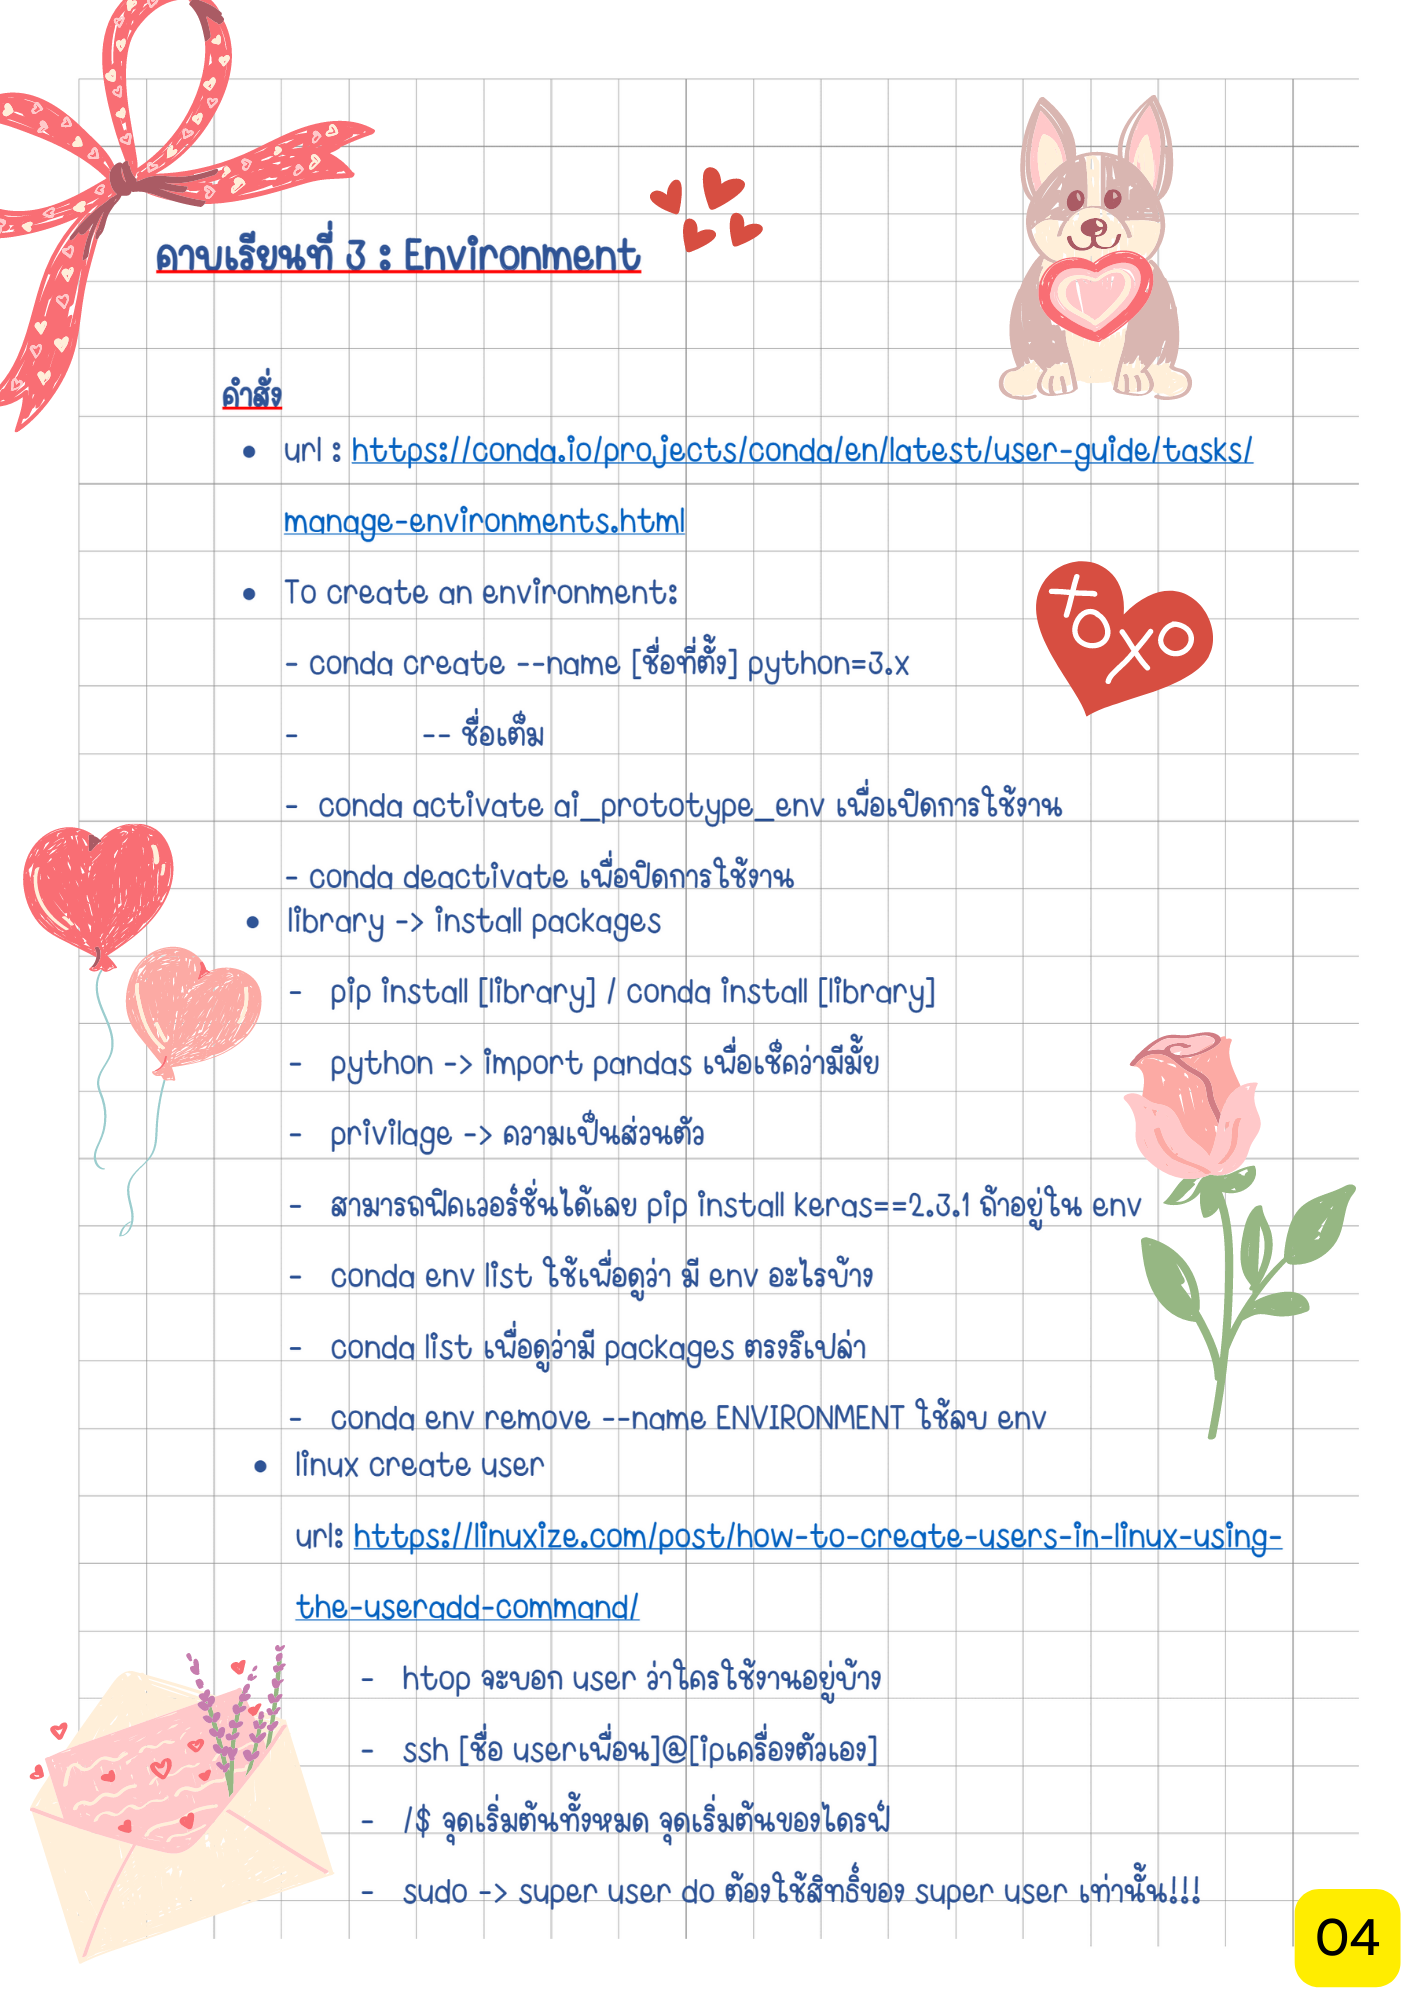 คาบเรียนที่ 3 : Environment
คำสั่ง
• url : https://conda.io/projects/conda/en/latest/user-guide/tasks/
manage-environments.html
• To create an environment:
- conda create --name [ชื่อที่ตั้ง] python=3.x
- -- ชื่อเต็ม
- conda activate ai_prototype_env เพื่อเปิดการใช้งาน
- conda deactivate เพื่อปิดการใช้งาน
• library -> install packages
- pip install [library] / conda install [library]
- python -> import pandas เพื่อเช็คว่ามีมั้ย
- privilage -> ความเป็นส่วนตัว
- สามารถฟิคเวอร์ชั่นได้เลย pip install keras==2.3.1 ถ้าอยู่ใน env
- conda env list ใช้เพื่อดูว่า มี env อะไรบ้าง
- conda list เพื่อดูว่ามี packages ตรงรึเปล่า
- conda env remove --name ENVIRONMENT ใช้ลบ env
• linux create user
url: https://linuxize.com/post/how-to-create-users-in-linux-using-
the-useradd-command/
- htop จะบอก user ว่าใครใช้งานอยู่บ้าง
- ssh [ชื่อ userเพื่อน]@[ipเครื่องตัวเอง]
- /$ จุดเริ่มต้นทั้งหมด จุดเริ่มต้นของไดรฟ์
- sudo -> super user do ต้องใช้สิทธิ์ของ super user เท่านั้น!!!
XOXO
04